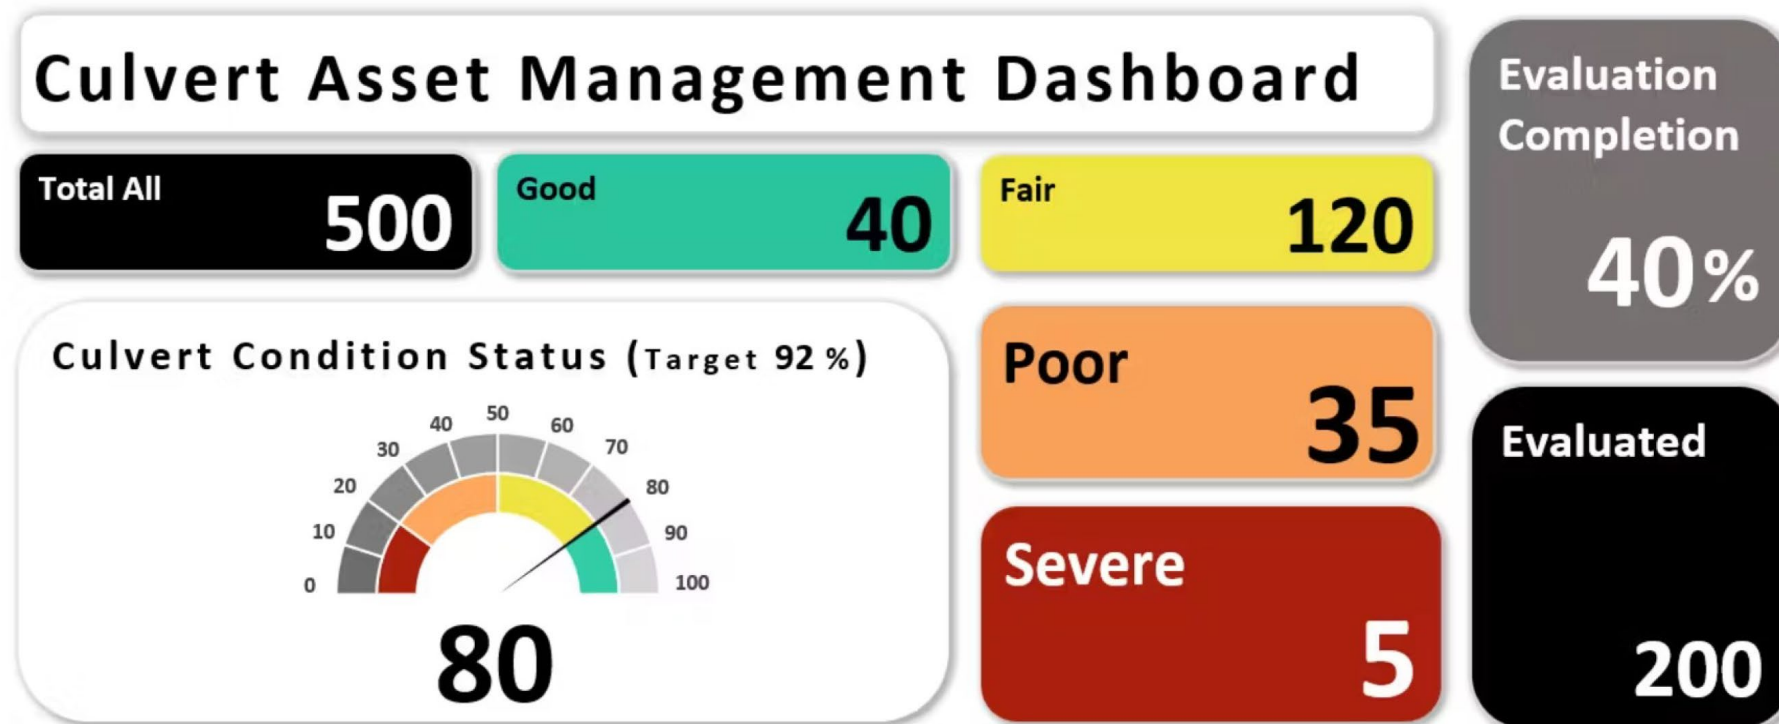 Culvert Asset Management Dashboard
Evaluation
Completion
40%
Total All
500
Good
40
Fair
120
Culvert Condition Status (Target 92 %)
0
10
20
30
40
50
60
70
80
90
100
80
Poor
35
Severe
5
Evaluated
200